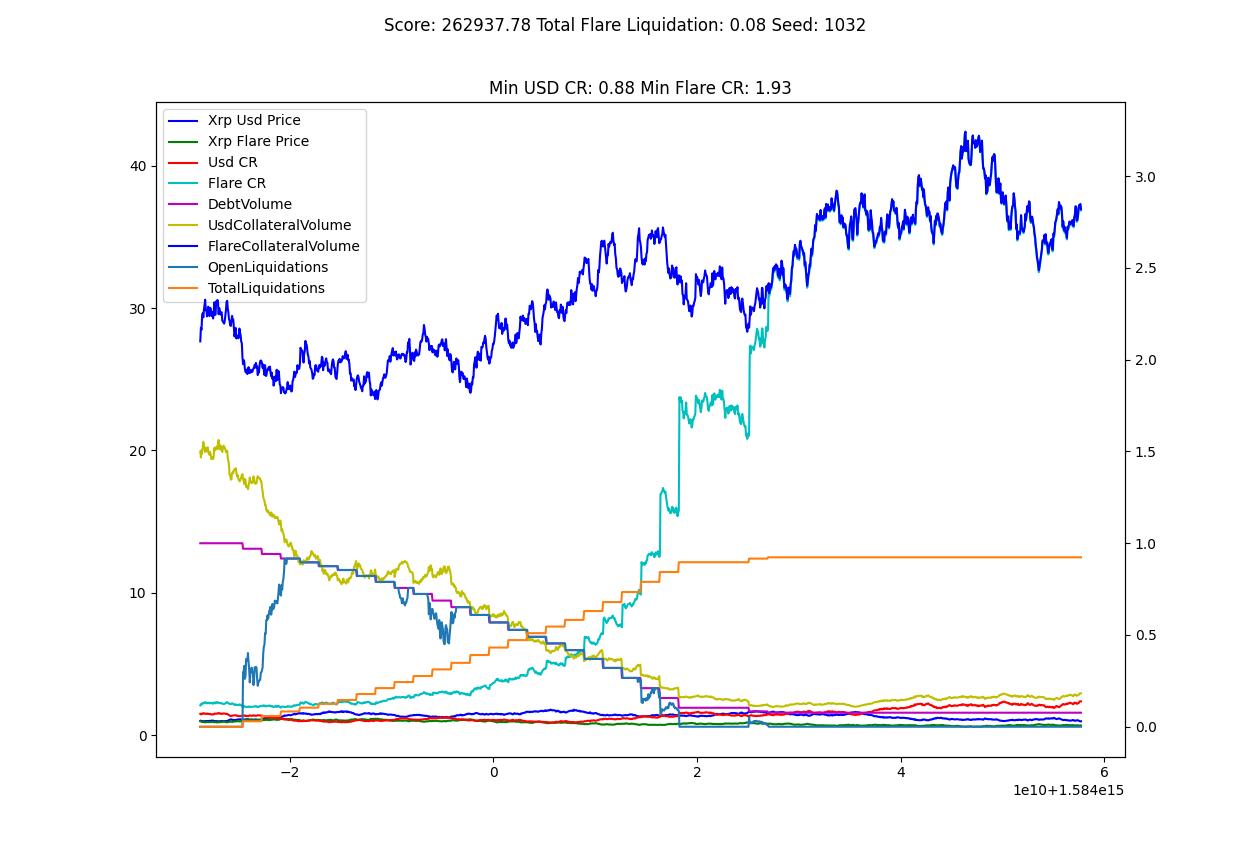 Score: 262937.78 Total Flare Liquidation: 0.08 Seed: 1032
Min USD CR: 0.88 Min Flare CR: 1.93
Xrp Usd Price
Xrp Flare Price
Usd CR
Flare CR
DebtVolume
UsdCollateralVolume
FlareCollateralVolume
OpenLiquidations
TotalLiquidations
40
30
20
10
0
3.0
2.5
2.0
1.5
1.0
0.5
0.0
−2
0
2
4
6
1e10+1.584e15